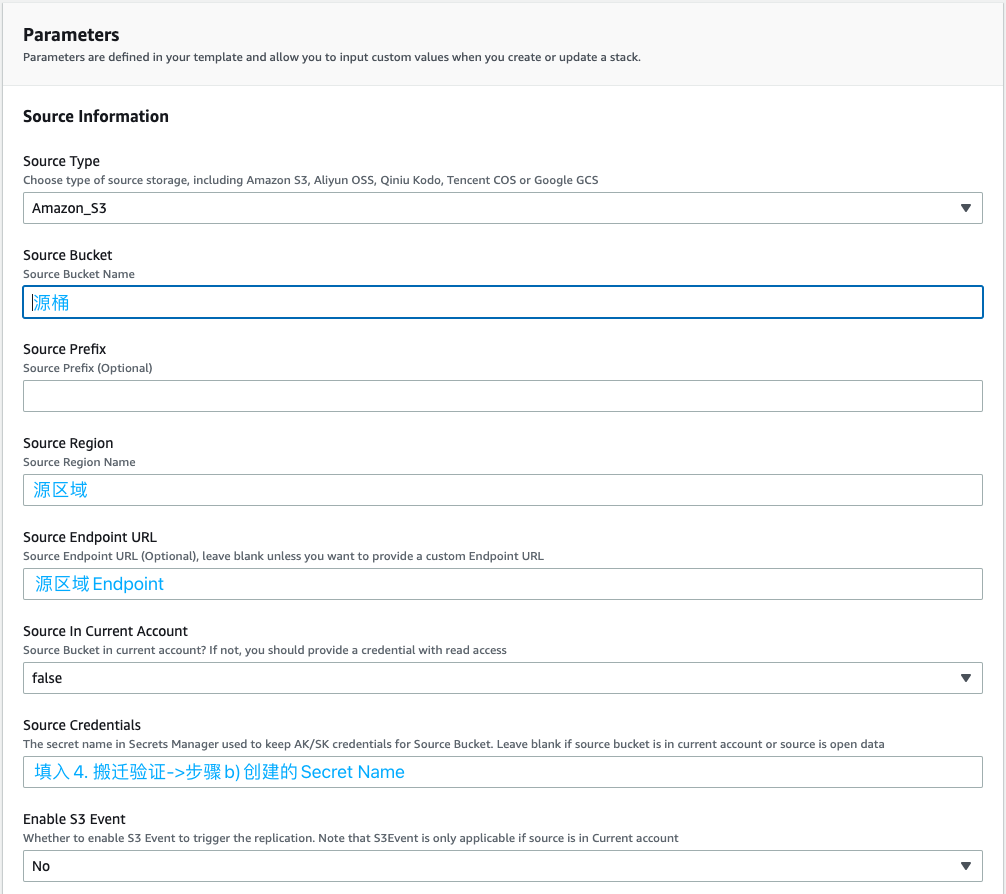 Parameters
Parameters are defined in your template and allow you to input custom values when you create or update a stack.
Source Information
Source Type
Choose type of source storage, including Amazon S3, Aliyun OSS, Qiniu Kodo, Tencent COS or Google GCS
Amazon_S3
Source Bucket
Source Bucket Name
源桶
Source Prefix
Source Prefix (Optional)
Source Region
Source Region Name
源区域
Source Endpoint URL
Source Endpoint URL (Optional), leave blank unless you want to provide a custom Endpoint URL
源区域 Endpoint
Source In Current Account
Source Bucket in current account? If not, you should provide a credential with read access
false
Source Credentials
The secret name in Secrets Manager used to keep AK/SK credentials for Source Bucket. Leave blank if source bucket is in current account or source is open data
填入 4. 搬迁验证->步骤 b) 创建的 Secret Name
Enable S3 Event
Whether to enable S3 Event to trigger the replication. Note that S3Event is only applicable if source is in Current account
No